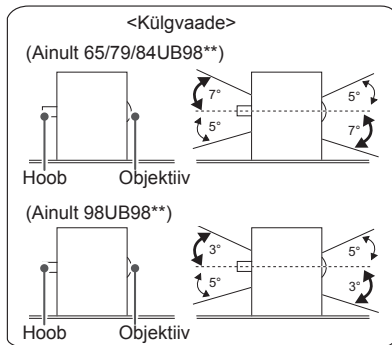 <Külgvaade>
(Ainult 65/79/84UB98**)
7°
5°
5°
7°
Hoob
Objektiiv
(Ainult 98UB98**)
3°
5°
5°
3°
Hoob
Objektiiv